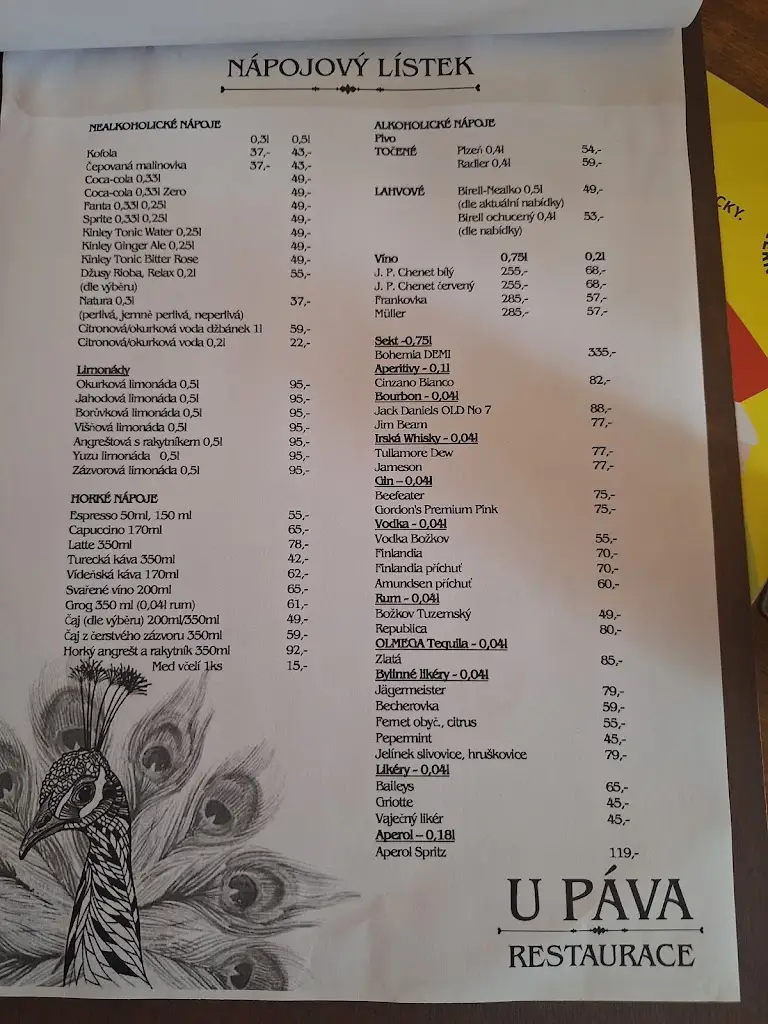 NÁPOJOVÝ LÍSTEK
NEALKOHOLICKÉ NÁPOJE
0,3l 0,5l
Kofola 37,- 43,-
Čepovaná malinovka 37,- 43,-
Coca-cola 0,33l 49,-
Coca-cola 0,33l Zero 49,-
Fanta 0,33l 0,25l 49,-
Sprite 0,33l 0,25l 49,-
Kinley Tonic Water 0,25l 49,-
Kinley Ginger Ale 0,25l 49,-
Kinley Tonic Bitter Rose 49,-
Džusy Rioba, Relax 0,2l 55,-
(dle výběru)
Natura 0,3l 37,-
(perlivá, jemně perlivá, neperlivá)
Citronová/okurková voda džbánek 1l 59,-
Citronová/okurková voda 0,2l 22,-
Limonády
Okurková limonáda 0,5l 95,-
Jahodová limonáda 0,5l 95,-
Borůvková limonáda 0,5l 95,-
Višňová limonáda 0,5l 95,-
Angreštová s rakytníkem 0,5l 95,-
Yuzu limonáda 0,5l 95,-
Zázvorová limonáda 0,5l 95,-
HORKÉ NÁPOJE
Espresso 50ml, 150 ml 55,-
Capuccino 170ml 65,-
Latte 350ml 78,-
Turecká káva 350ml 42,-
Vídeňská káva 170ml 62,-
Svařené víno 200ml 65,-
Grog 350 ml (0,04l rum) 61,-
Čaj (dle výběru) 200ml/350ml 49,-
Čaj z čerstvého zázvoru 350ml 59,-
Horký angrešt a rakytník 350ml 92,-
Med včelí 1ks 15,-
ALKOHOLICKÉ NÁPOJE
Pivo
TOČENÉ Plzeň 0,4l 54,-
Radler 0,4l 59,-
LAHVOVÉ Birell-Nealko 0,5l 49,-
(dle aktuální nabídky)
Birell ochucený 0,4l 53,-
(dle nabídky)
Víno 0,75l 0,2l
J. P. Chenet bílý 255,- 68,-
J. P. Chenet červený 255,- 68,-
Frankovka 285,- 57,-
Müller 285,- 57,-
Sekt -0,75l
Bohemia DEMI 335,-
Aperitivy - 0,1l
Cinzano Bianco 82,-
Bourbon - 0,04l
Jack Daniels OLD No 7 88,-
Jim Beam 77,-
Irská Whisky - 0,04l
Tullamore Dew 77,-
Jameson 77,-
Gin – 0,04l
Beefeater 75,-
Gordon's Premium Pink 75,-
Vodka - 0,04l
Vodka Božkov 55,-
Finlandia 70,-
Finlandia příchuť 70,-
Amundsen příchuť 60,-
Rum - 0,04l
Božkov Tuzemský 49,-
Republica 80,-
OLMEGA Tequila - 0,04l
Zlatá 85,-
Bylinné likéry - 0,04l
Jägermeister 79,-
Becherovka 59,-
Fernet obyč., citrus 55,-
Pepermint 45,-
Jelínek slivovice, hruškovice 79,-
Likéry - 0,04l
Baileys 65,-
Griotte 45,-
Vaječný likér 45,-
Aperol – 0,18l
Aperol Spritz 119,-
U PÁVA
RESTAURACE
CKY.